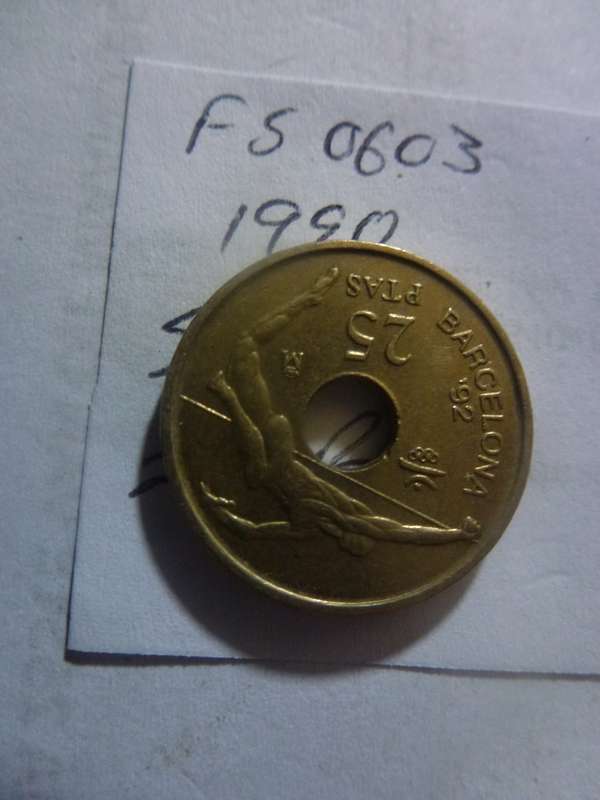 FS 0603
1990
25
PTAS
BARCELONA
'92
M